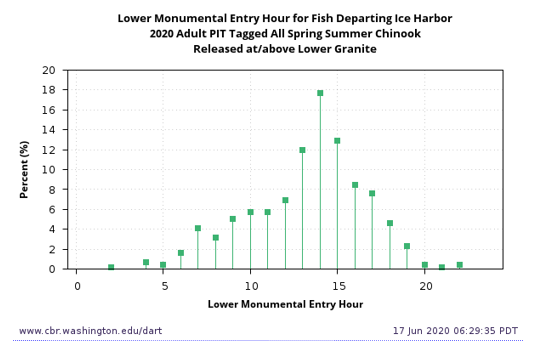 Lower Monumental Entry Hour for Fish Departing Ice Harbor
2020 Adult PIT Tagged All Spring Summer Chinook
Released at/above Lower Granite
20
18
16
14
12
10
8
6
4
2
0
Percent (%)
0 5 10 15 20
Lower Monumental Entry Hour
www.cbr.washington.edu/dart 17 Jun 2020 06:29:35 PDT